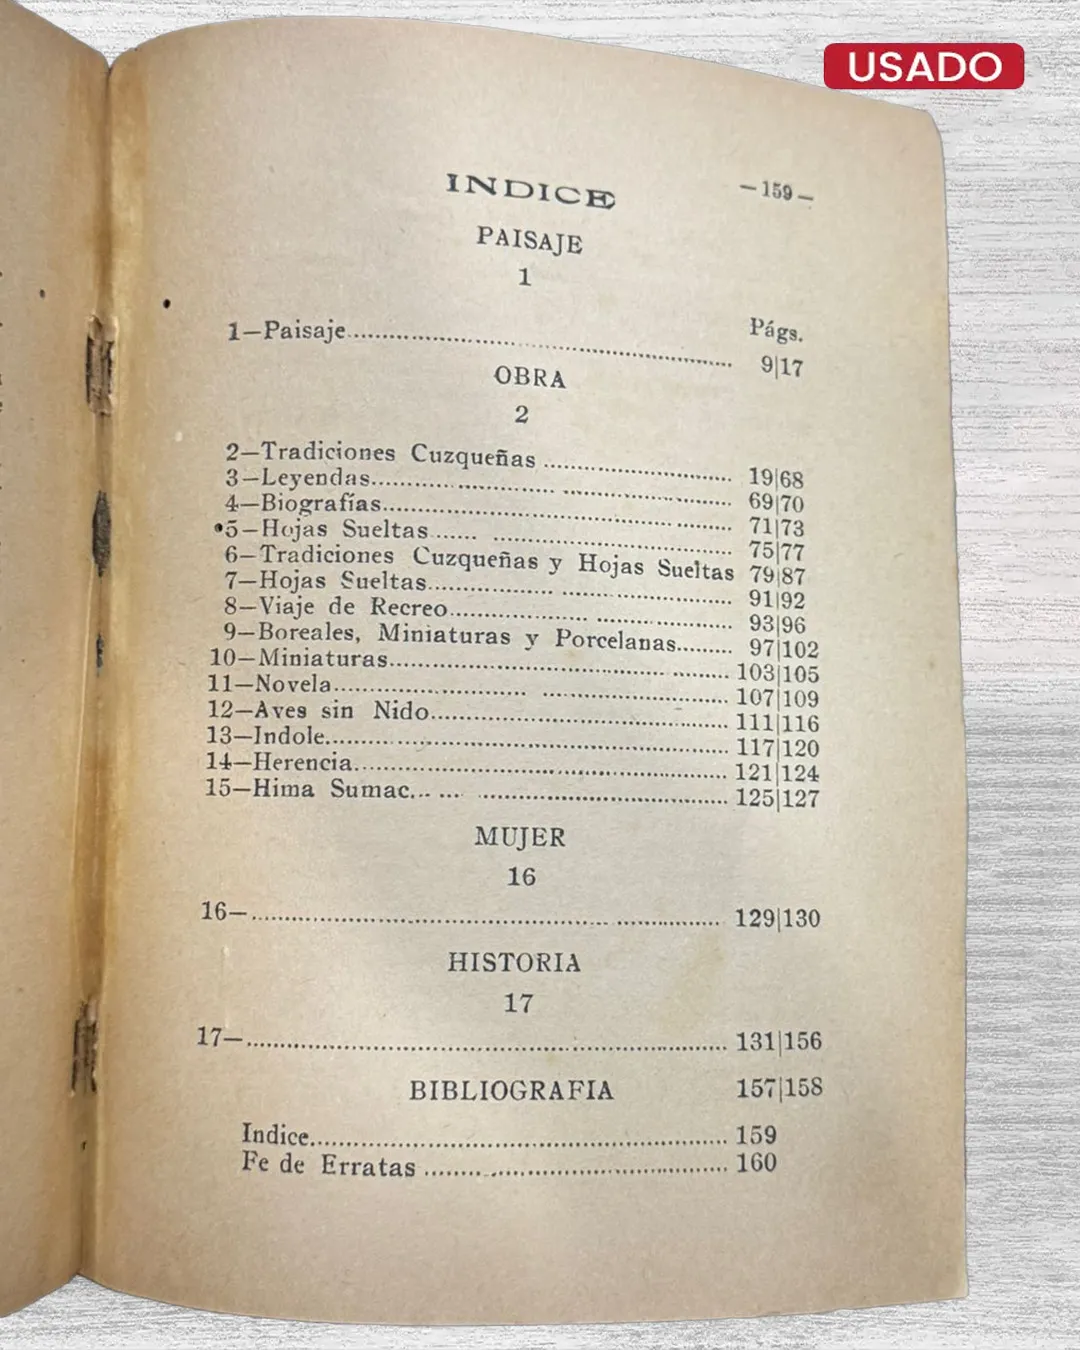 USADO
INDICE —159—
PAISAJE
1
Págs.
1—Paisaje........ 9|17
OBRA
2
2—Tradiciones Cuzqueñas........ 19|68
3—Leyendas........ 69|70
4—Biografías........ 71|73
5—Hojas Sueltas........ 75|77
6—Tradiciones Cuzqueñas y Hojas Sueltas 79|87
7—Hojas Sueltas........ 91|92
8—Viaje de Recreo........ 93|96
9—Boreales, Miniaturas y Porcelanas........ 97|102
10—Miniaturas........ 103|105
11—Novela........ 107|109
12—Aves sin Nido........ 111|116
13—Indole........ 117|120
14—Herencia........ 121|124
15—Hima Sumac........ 125|127
MUJER
16
16—........ 129|130
HISTORIA
17
17—........ 131|156
BIBLIOGRAFIA 157|158
Indice........ 159
Fe de Erratas........ 160